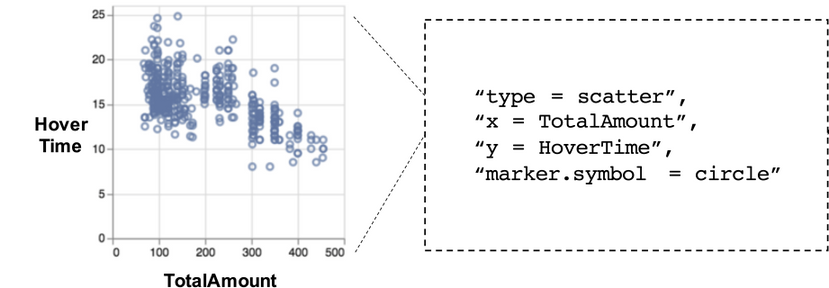 25
20
15
10
5
0
Hover
Time
0 100 200 300 400 500
TotalAmount
“type = scatter”,
“x = TotalAmount”,
“y = HoverTime”,
“marker.symbol = circle”